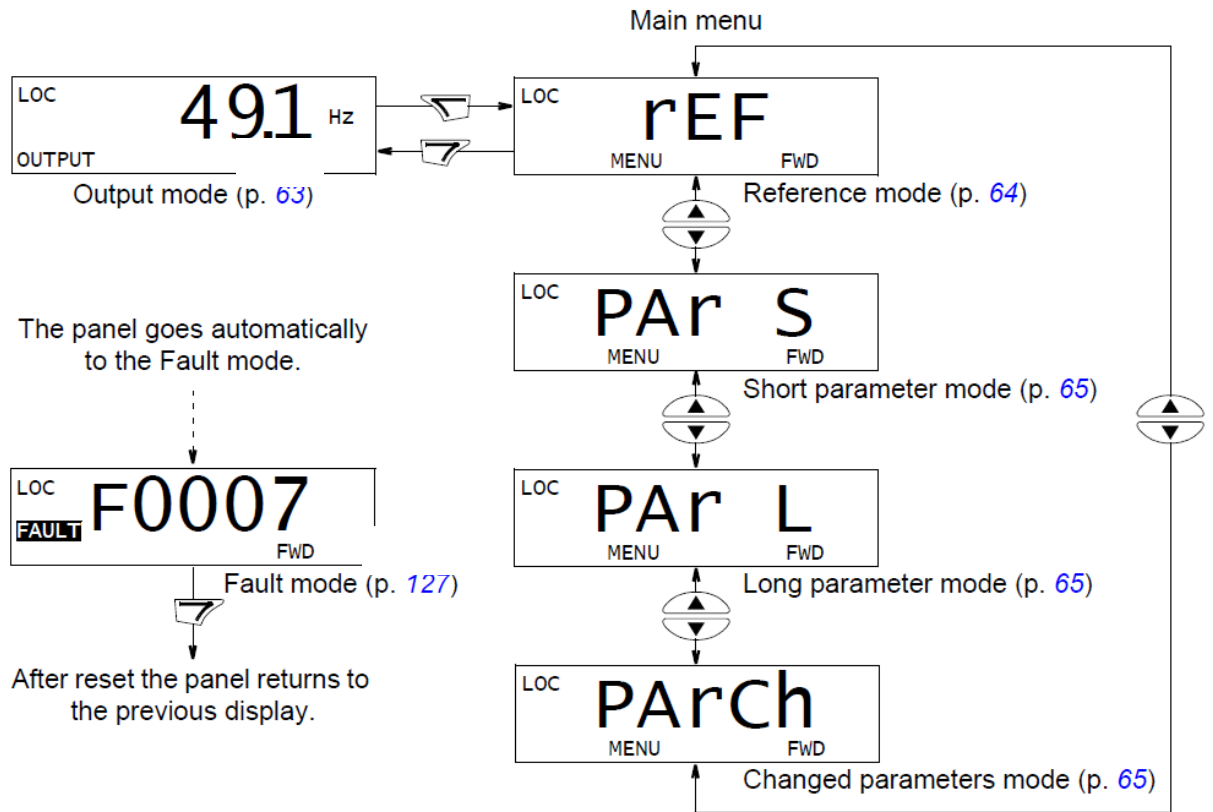 Main menu
LOC
49.1 Hz
OUTPUT
Output mode (p. 63)
LOC
rEF
MENU FWD
Reference mode (p. 64)
LOC
PAr S
MENU FWD
Short parameter mode (p. 65)
The panel goes automatically
to the Fault mode.
LOC
F0007
FAULT
FWD
Fault mode (p. 127)
After reset the panel returns to
the previous display.
LOC
PAr L
MENU FWD
Long parameter mode (p. 65)
LOC
PArCh
MENU FWD
Changed parameters mode (p. 65)